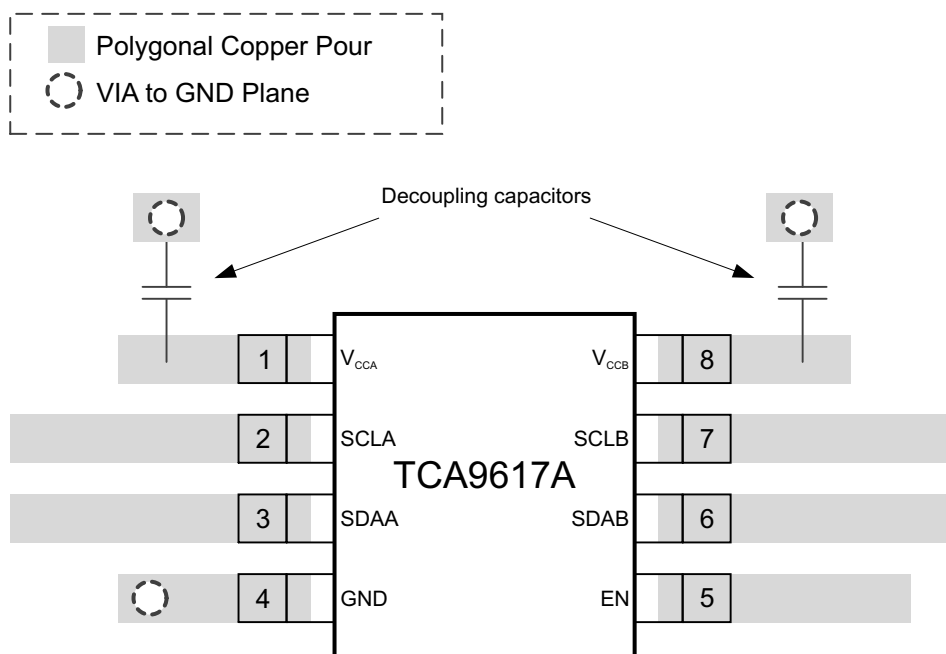 Polygonal Copper Pour
VIA to GND Plane
Decoupling capacitors
1 VCCA VCCB 8
2 SCLA SCLB 7
TCA9617A
3 SDAA SDAB 6
4 GND EN 5